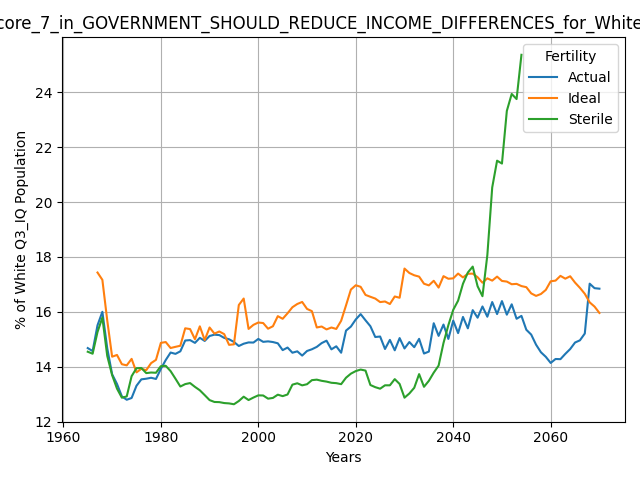 core_7_in_GOVERNMENT_SHOULD_REDUCE_INCOME_DIFFERENCES_for_White
Fertility
Actual
Ideal
Sterile
% of White Q3_IQ Population
24
22
20
18
16
14
12
1960
1980
2000
2020
2040
2060
Years